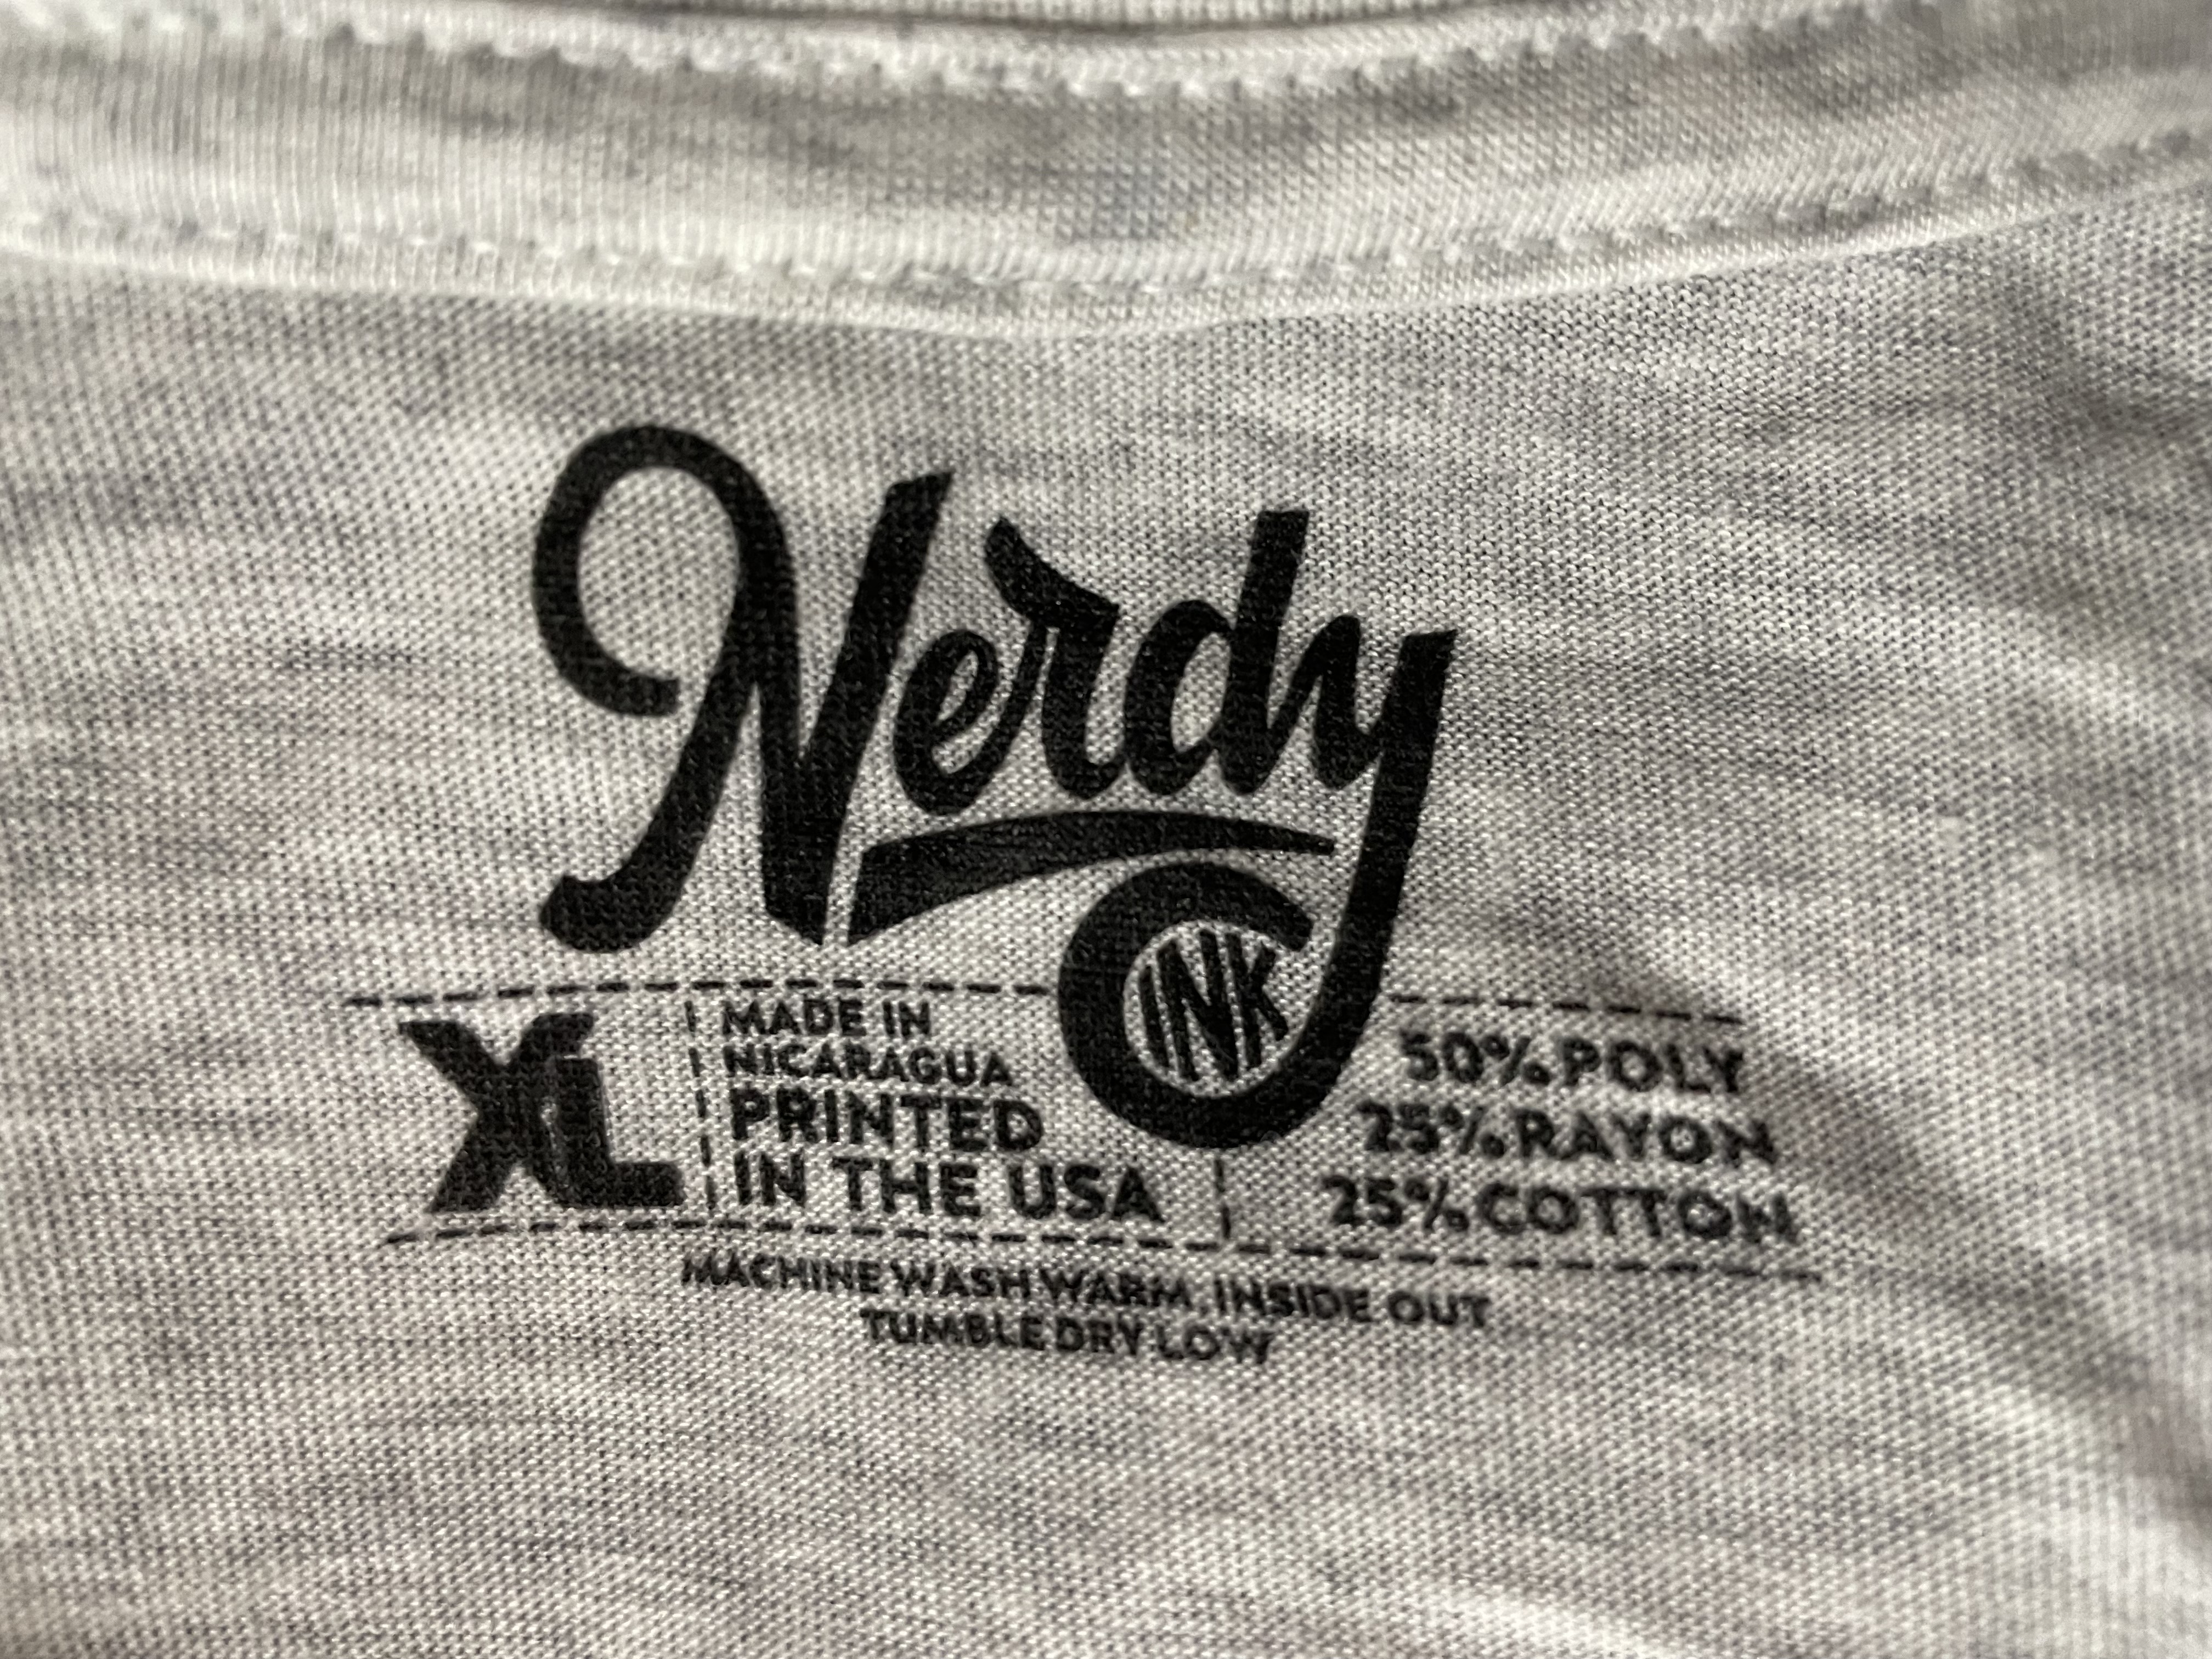 Nerdy
INK
XL
MADE IN
NICARAGUA
PRINTED
IN THE USA
50% POLY
25% RAYON
25% COTTON
MACHINE WASH WARM, INSIDE OUT
TUMBLE DRY LOW